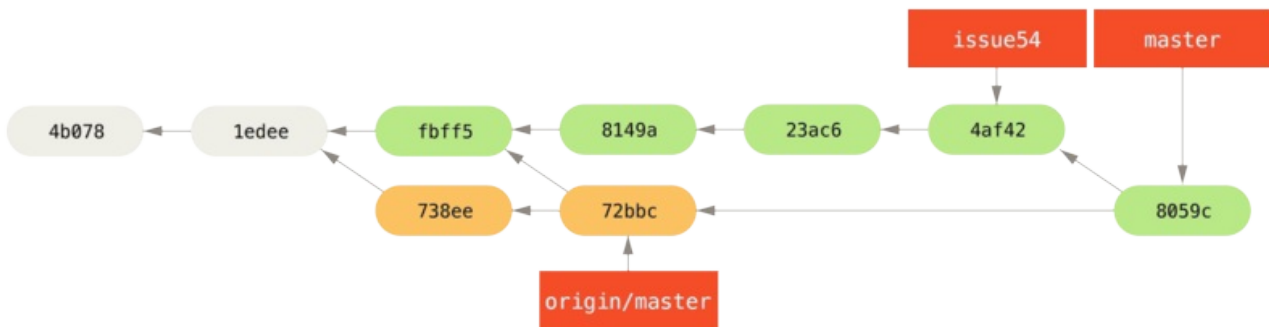 issue54 master
4b078 1edee fbff5 8149a 23ac6 4af42
738ee 72bbc 8059c
origin/master